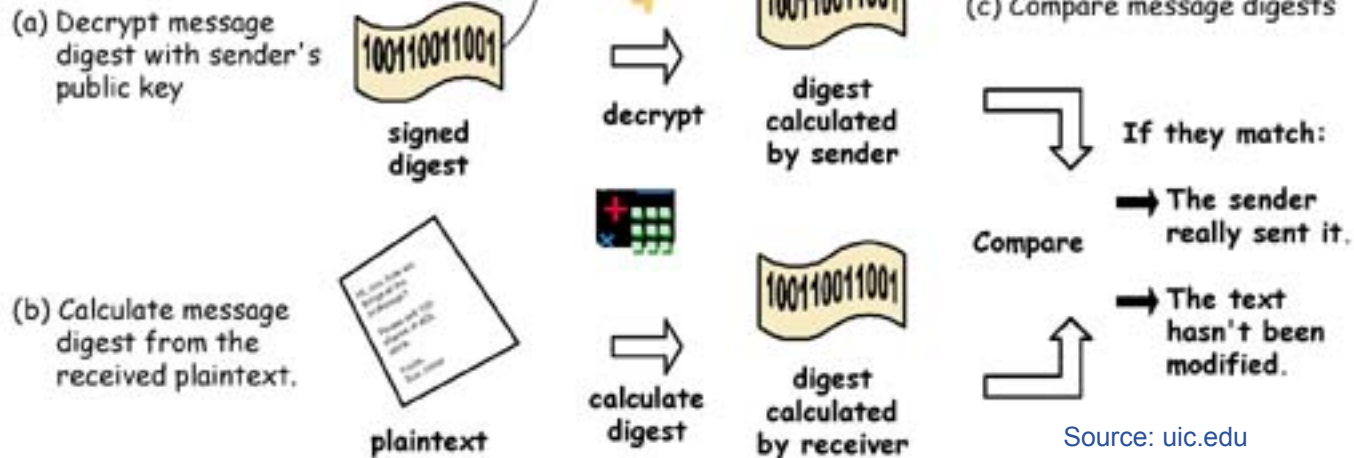 (a) Decrypt message
digest with sender's
public key
100110011001
signed
digest
decrypt
100110011001
digest
calculated
by sender
(c) Compare message digests
If they match:
The sender
really sent it.
Compare
The text
hasn't been
modified.
(b) Calculate message
digest from the
received plaintext.
plaintext
calculate
digest
100110011001
digest
calculated
by receiver
Source: uic.edu